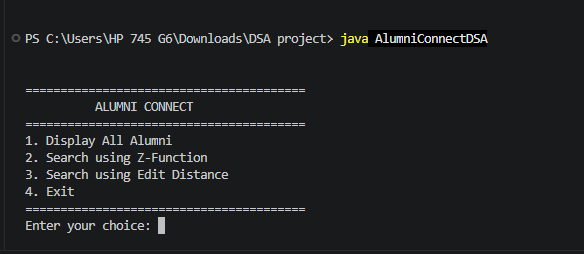 PS C:\Users\HP 745 G6\Downloads\DSA project> java AlumniConnectDSA
========================================
ALUMNI CONNECT
========================================
1. Display All Alumni
2. Search using Z-Function
3. Search using Edit Distance
4. Exit
========================================
Enter your choice: